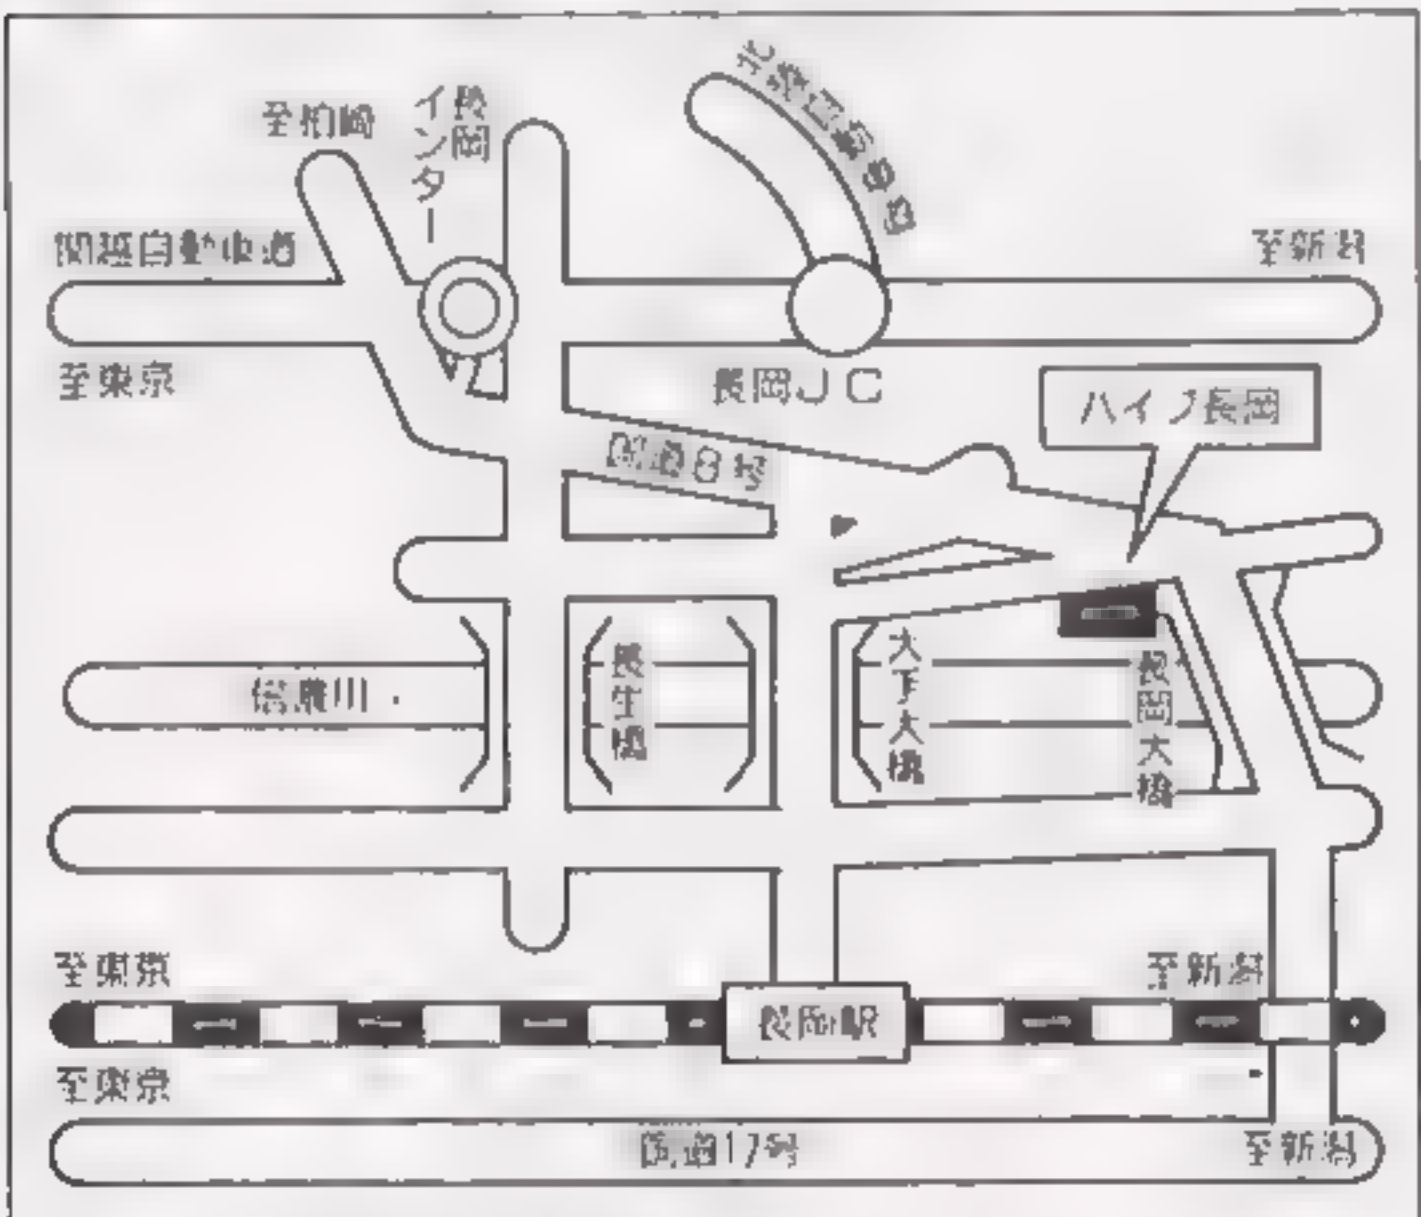 北陸自動車道
至柏崎
長岡
インター
関越自動車道
至新潟
至東京
長岡JC
ハイブ長岡
国道8号
信濃川
長生橋
大手大橋
長岡大橋
至東京
至新潟
長岡駅
至東京
国道17号
至新潟